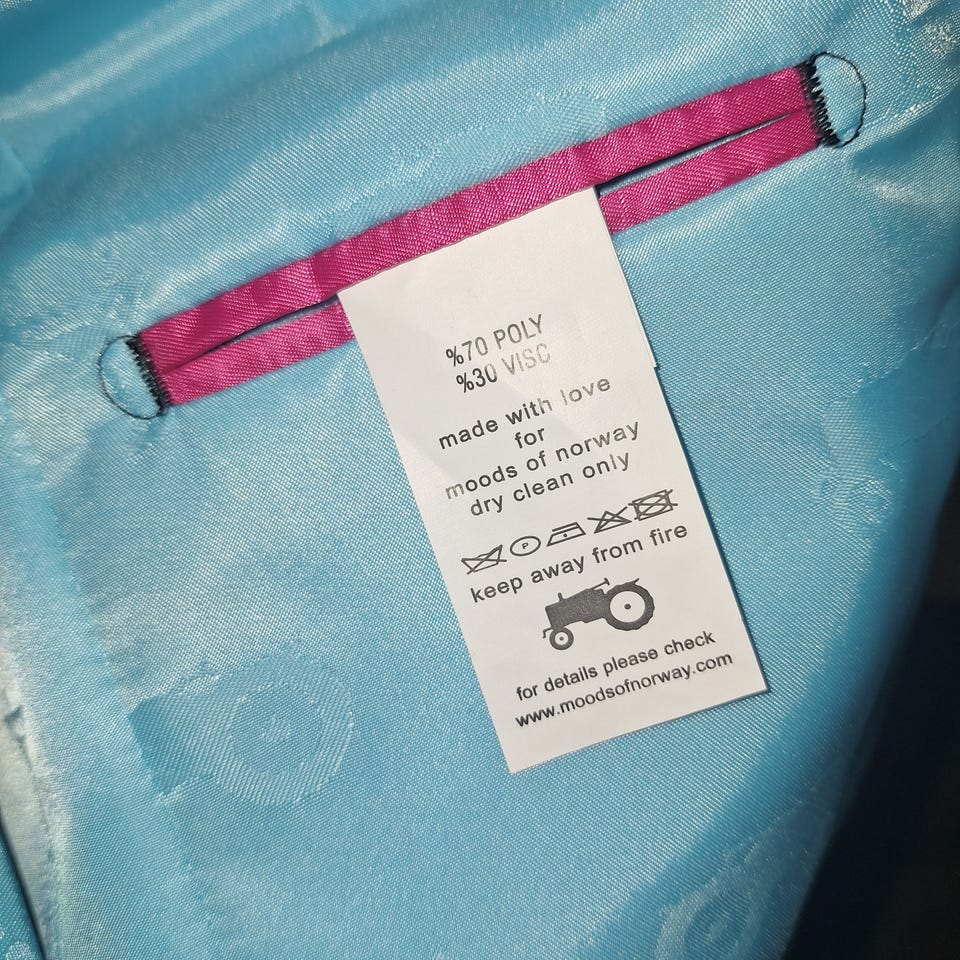 %70 POLY
%30 VISC
made with love
for
moods of norway
dry clean only
P
keep away from fire
for details please check
www.moodsofnorway.com